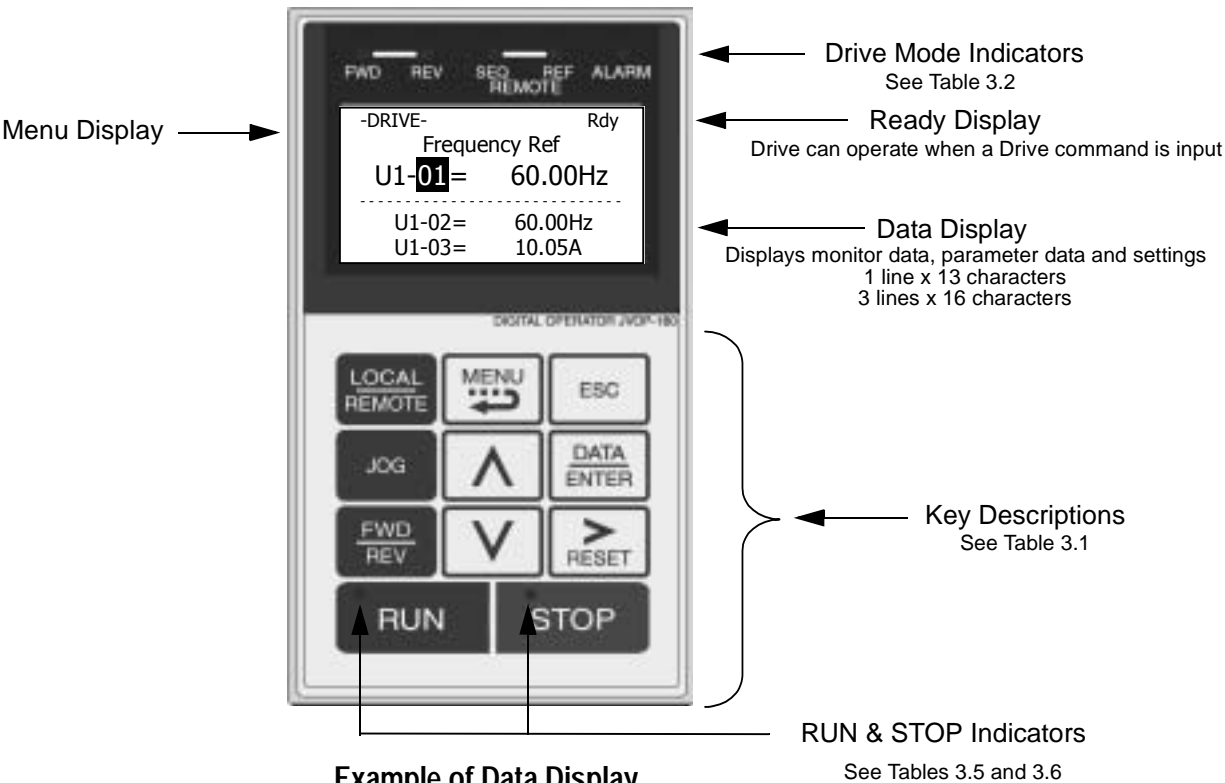 Drive Mode Indicators
See Table 3.2
FWD REV SEQ REF ALARM
REMOTE
Menu Display
-DRIVE- Rdy
Frequency Ref
U1-01= 60.00Hz
U1-02= 60.00Hz
U1-03= 10.05A
Ready Display
Drive can operate when a Drive command is input
Data Display
Displays monitor data, parameter data and settings
1 line x 13 characters
3 lines x 16 characters
DIGITAL OPERATOR JVOP-160
LOCAL
REMOTE
MENU
ESC
JOG
DATA
ENTER
FWD
REV
>
RESET
RUN
STOP
Key Descriptions
See Table 3.1
RUN & STOP Indicators
See Tables 3.5 and 3.6
Example of Data Display